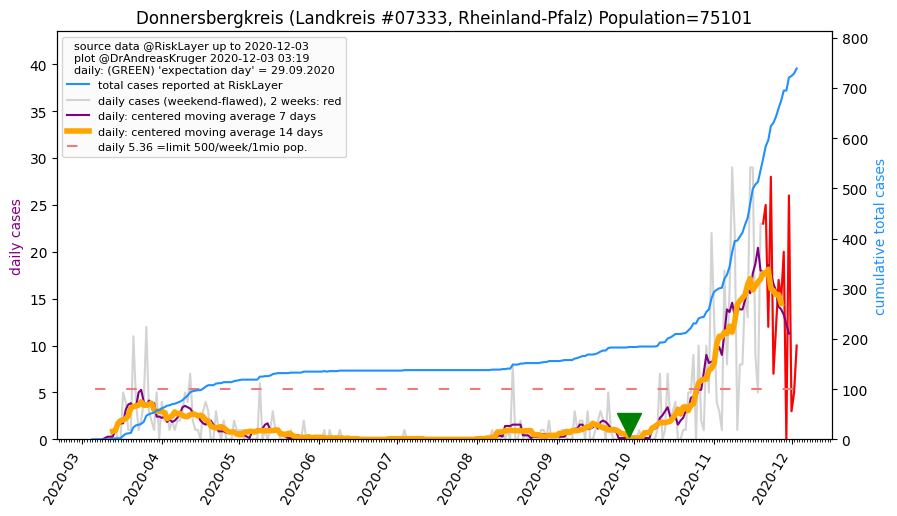 Donnersbergkreis (Landkreis #07333, Rheinland-Pfalz) Population=75101
source data @RiskLayer up to 2020-12-03
plot @DrAndreasKruger 2020-12-03 03:19
daily: (GREEN) 'expectation day' = 29.09.2020
total cases reported at RiskLayer
daily cases (weekend-flawed), 2 weeks: red
daily: centered moving average 7 days
daily: centered moving average 14 days
daily 5.36 =limit 500/week/1mio pop.
daily cases
40
35
30
25
20
15
10
5
0
cumulative total cases
800
700
600
500
400
300
200
100
0
2020-03
2020-04
2020-05
2020-06
2020-07
2020-08
2020-09
2020-10
2020-11
2020-12